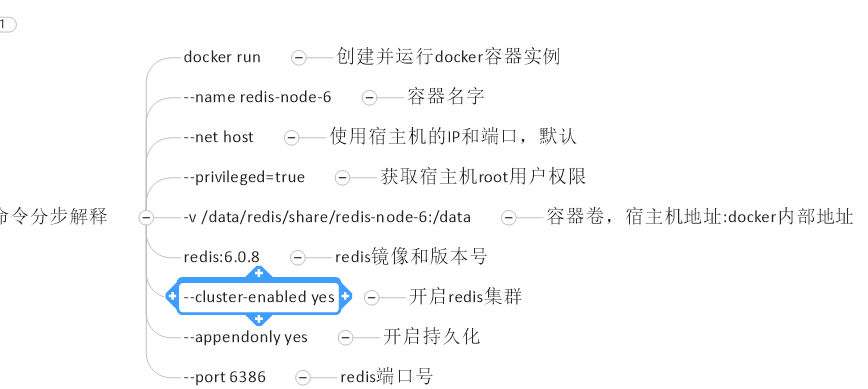 1
命令分步解释
docker run 创建并运行docker容器实例
--name redis-node-6 容器名字
--net host 使用宿主机的IP和端口，默认
--privileged=true 获取宿主机root用户权限
-v /data/redis/share/redis-node-6:/data 容器卷，宿主机地址:docker内部地址
redis:6.0.8 redis镜像和版本号
--cluster-enabled yes 开启redis集群
--appendonly yes 开启持久化
--port 6386 redis端口号